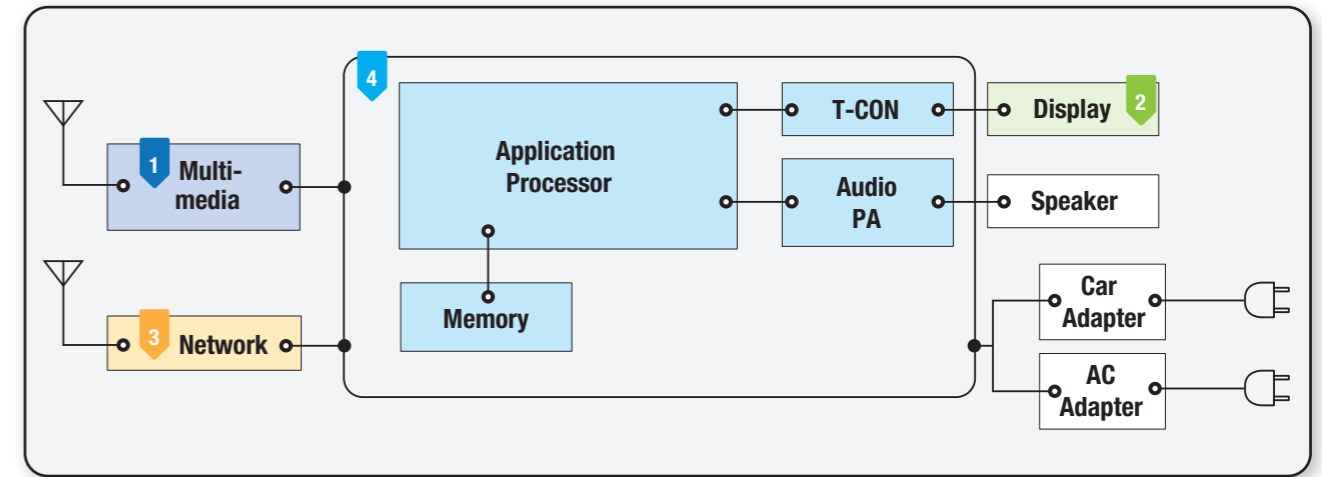 4
Application
Processor
T-CON
Display
2
1
Multi-
media
Audio
PA
Speaker
Memory
3
Network
Car
Adapter
AC
Adapter